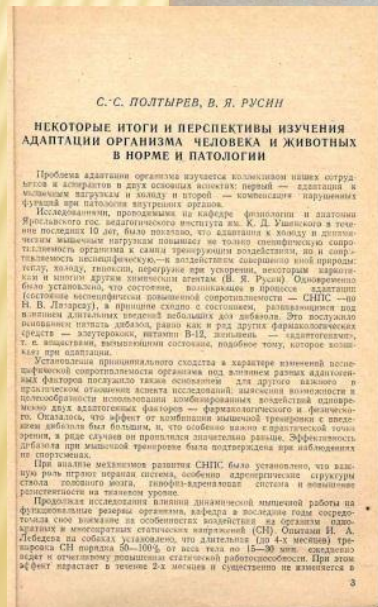 С. С. ПОЛТЫРЕВ, В. Я. РУСИН
НЕКОТОРЫЕ ИТОГИ И ПЕРСПЕКТИВЫ ИЗУЧЕНИЯ
АДАПТАЦИИ ОРГАНИЗМА ЧЕЛОВЕКА И ЖИВОТНЫХ
В НОРМЕ И ПАТОЛОГИИ
Проблема адаптации организма изучается коллективом наших сотруд-
ников и аспирантов в двух основных аспектах: первый — адаптация к
мышечным нагрузкам и холоду и второй — компенсация нарушенных
функций при патологии внутренних органов.
Исследованиями, проводимыми на кафедре физиологии и анатомии
Ярославского гос. педагогического института им. К. Д. Ушинского в тече-
ние последних 10 лет, было показано, что адаптация к холоду и динами-
ческим мышечным нагрузкам повышает не только специфическую сопро-
тивляемость организма к самим тренирующим воздействиям, но и сопро-
тивляемость неспецифическую,—к воздействиям совершенно иной природы:
теплу, холоду, гипоксии, перегрузке при ускорении, некоторым наркоти-
кам и многим другим химическим агентам (В. Я. Русин). Одновременно
было установлено, что состояние, возникающее в процессе адаптации
(состояние неспецифически повышенной сопротивляемости — СНПС —по
Н. В. Лазареву), в принципе сходно с состоянием, развивающимся под
влиянием длительных введений небольших доз дибазола. Это послужило
основанием назвать дибазол, равно как и ряд других фармакологических
средств — элеутерококк, витамин В-12, женьшень — «адаптогенами»,
т. е. веществами, вызывающими состояние, подобное тому, которое возни-
кает при адаптации.
Установление принципиального сходства в характере изменений неспе-
цифической сопротивляемости организма под влиянием разных адаптоген-
ных факторов послужило также основанием для другого важного в
практическом отношении аспекта исследований: выяснения возможности и
целесообразности использования комбинированных воздействий одновре-
менно двух адаптогенных факторов — фармакологического и физическо-
го. Оказалось, что эффект от комбинации мышечной тренировки с введе-
нием дибазола был большим, и, что особенно важно с практической точки
зрения, в ряде случаев он проявился значительно раньше. Эффективность
дибазола при мышечной тренировке была подтверждена при наблюдениях
на спортсменах.
При анализе механизмов развития СНПС было установлено, что важ-
ную роль играют нервная система, особенно адренергические структуры
ствола головного мозга, гипофиз-адреналовая система и повышение
резистентности на тканевом уровне.
Продолжая исследования влияния динамической мышечной работы на
функциональные резервы организма, кафедра в последние годы сосредо-
точила свое внимание на особенностях воздействия на организм одно-
кратных и многократных статических напряжений (СН). Опытами И. А.
Лебедева на собаках установлено, что длительная (до 4-х месяцев) тре-
нировка СН порядка 50—100% от веса тела по 15—30 мин. ежедневно
ведет к отчетливому повышению статической работоспособности. При этом
эффект нарастает в течение 2-х месяцев и существенно не изменяется в
3